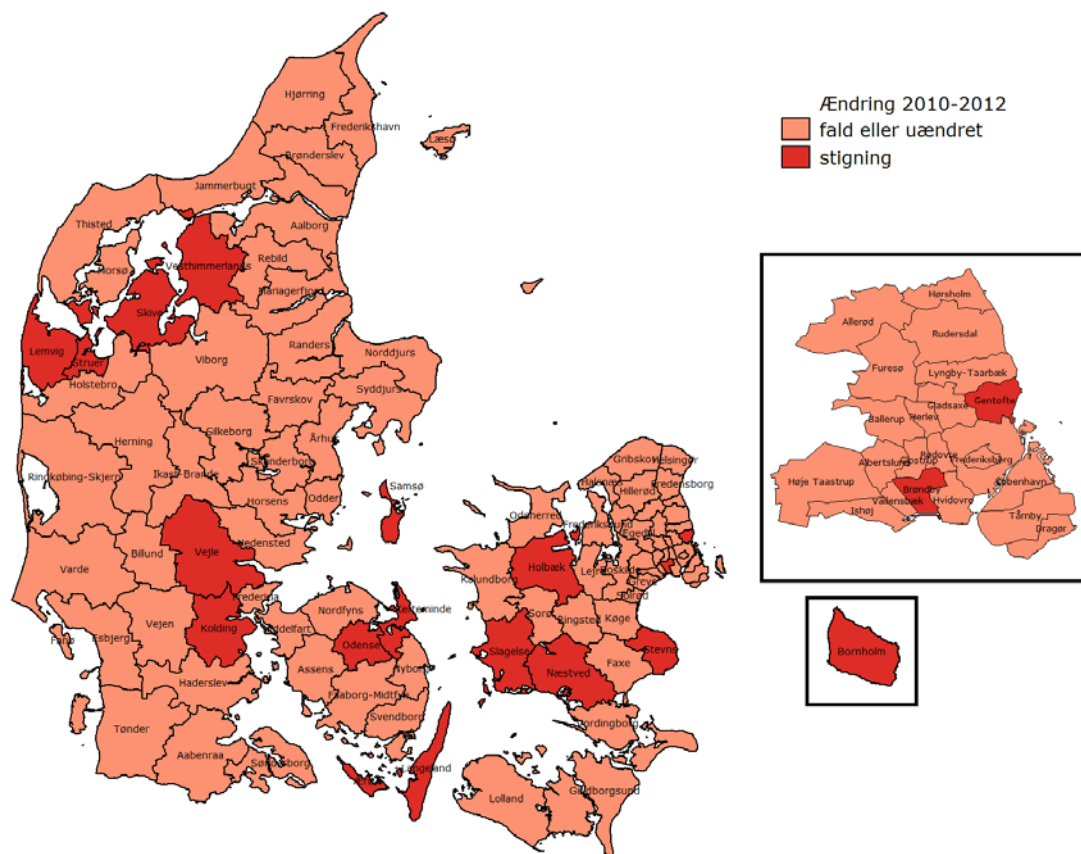 Ændring 2010-2012
fald eller uændret
stigning
Hjørring
Frederikshavn
Læsø
Brønderslev
Jammerbugt
Thisted
Aalborg
Vesthimmerlands
Rebild
Morsø
Mariagerfjord
Skive
Lemvig
Struer
Holstebro
Viborg
Randers
Norddjurs
Syddjurs
Favrskov
Silkeborg
Århus
Herning
Skanderborg
Ikast-Brande
Ringkøbing-Skjern
Horsens
Odder
Samsø
Hedensted
Billund
Vejle
Varde
Fredericia
Vejen
Kolding
Esbjerg
Fanø
Haderslev
Tønder
Aabenraa
Sønderborg
Nordfyns
Kerteminde
Middelfart
Odense
Assens
Nyborg
Faaborg-Midtfyn
Svendborg
Langeland
Gribskov
Helsingør
Halsnæs
Hillerød
Fredensborg
Odsherred
Frederikssund
Egedal
Holbæk
Kalundborg
Lejre
Roskilde
Greve
Solrød
Sorø
Ringsted
Køge
Slagelse
Stevns
Næstved
Faxe
Vordingborg
Lolland
Guldborgsund
Hørsholm
Allerød
Rudersdal
Furesø
Lyngby-Taarbæk
Gentofte
Gladsaxe
Ballerup
Herlev
Rødovre
Frederiksberg
Glostrup
Albertslund
København
Høje Taastrup
Brøndby
Vallensbæk
Hvidovre
Ishøj
Tårnby
Dragør
Bornholm